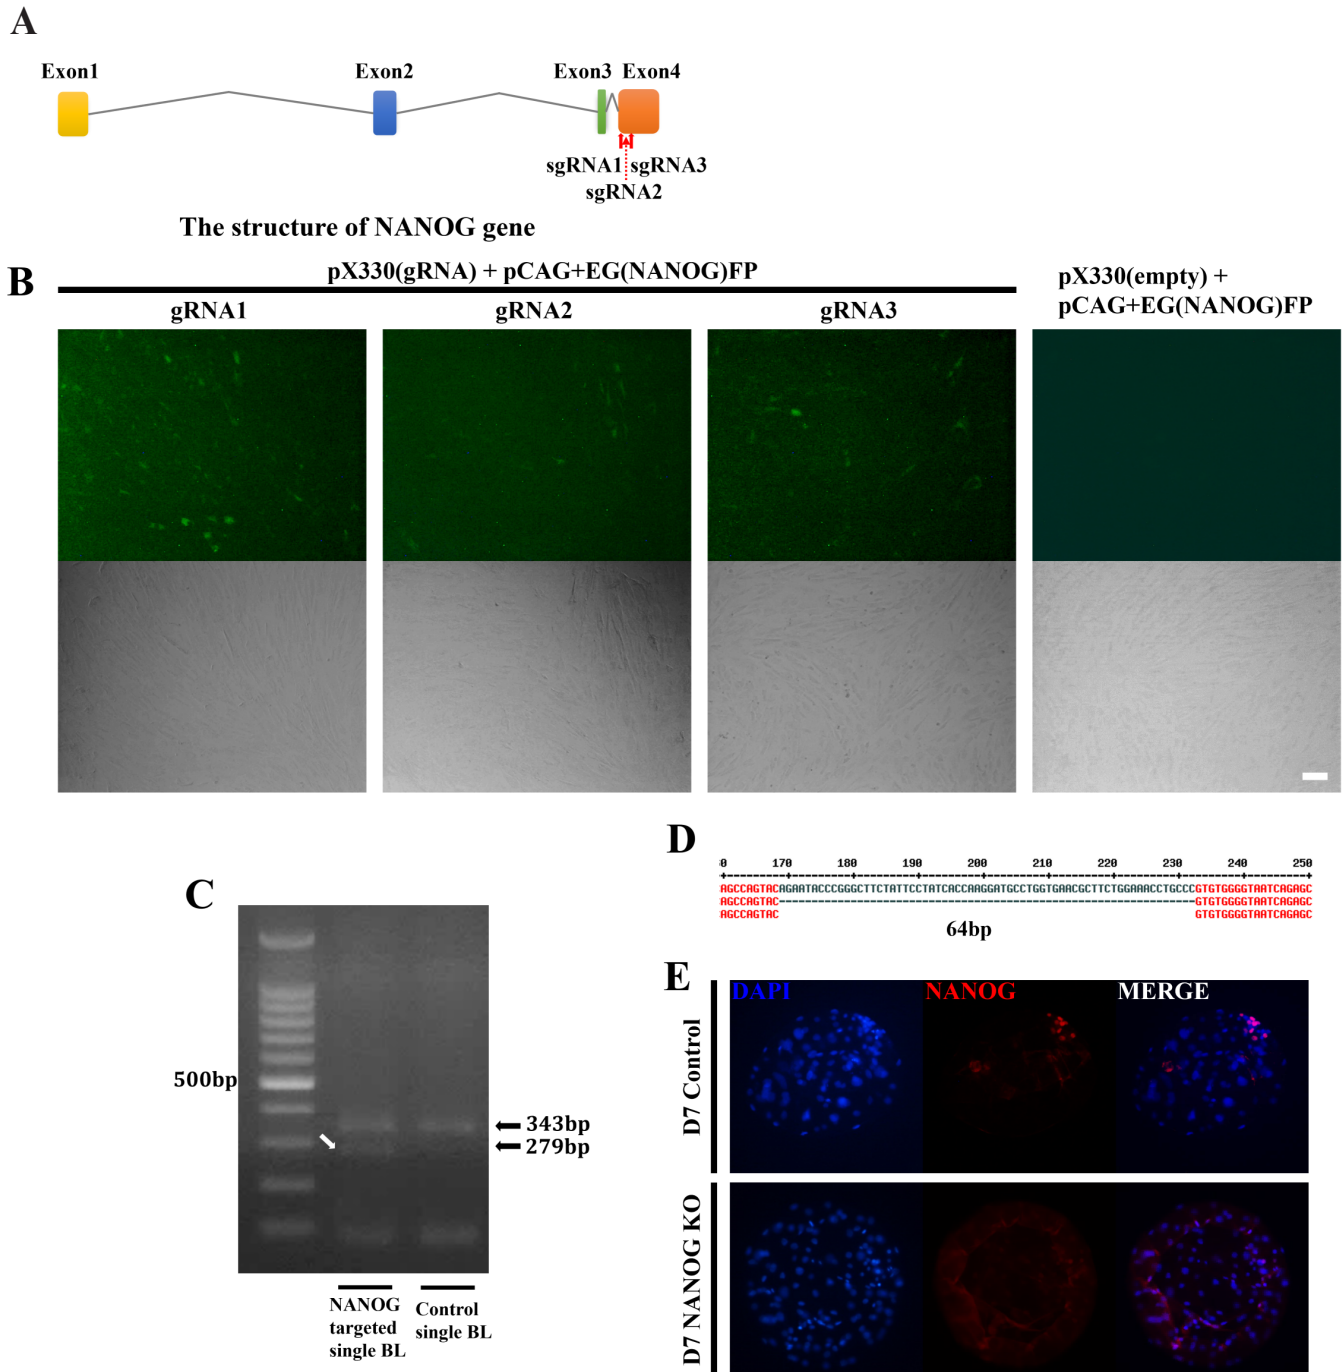 A
Exon1 Exon2 Exon3 Exon4
sgRNA1 sgRNA3
sgRNA2
The structure of NANOG gene
B
pX330(gRNA) + pCAG+EG(NANOG)FP
gRNA1 gRNA2 gRNA3
pX330(empty) +
pCAG+EG(NANOG)FP
C
500bp
343bp
279bp
NANOG
targeted
single BL
Control
single BL
D
170 180 190 200 210 220 230 240 250
AGCCAGTACAGAATACCCGGGCTTCTATTCCTATCACCAAGGATGCCTGGTGAACGCTTCTGGAAACCTGCCCGTGTGGGGTAATCAGAGC
AGCCAGTAC----------------------------------------------------------------GTGTGGGGTAATCAGAGC
AGCCAGTAC GTGTGGGGTAATCAGAGC
64bp
E
DAPI NANOG MERGE
D7 Control
D7 NANOG KO